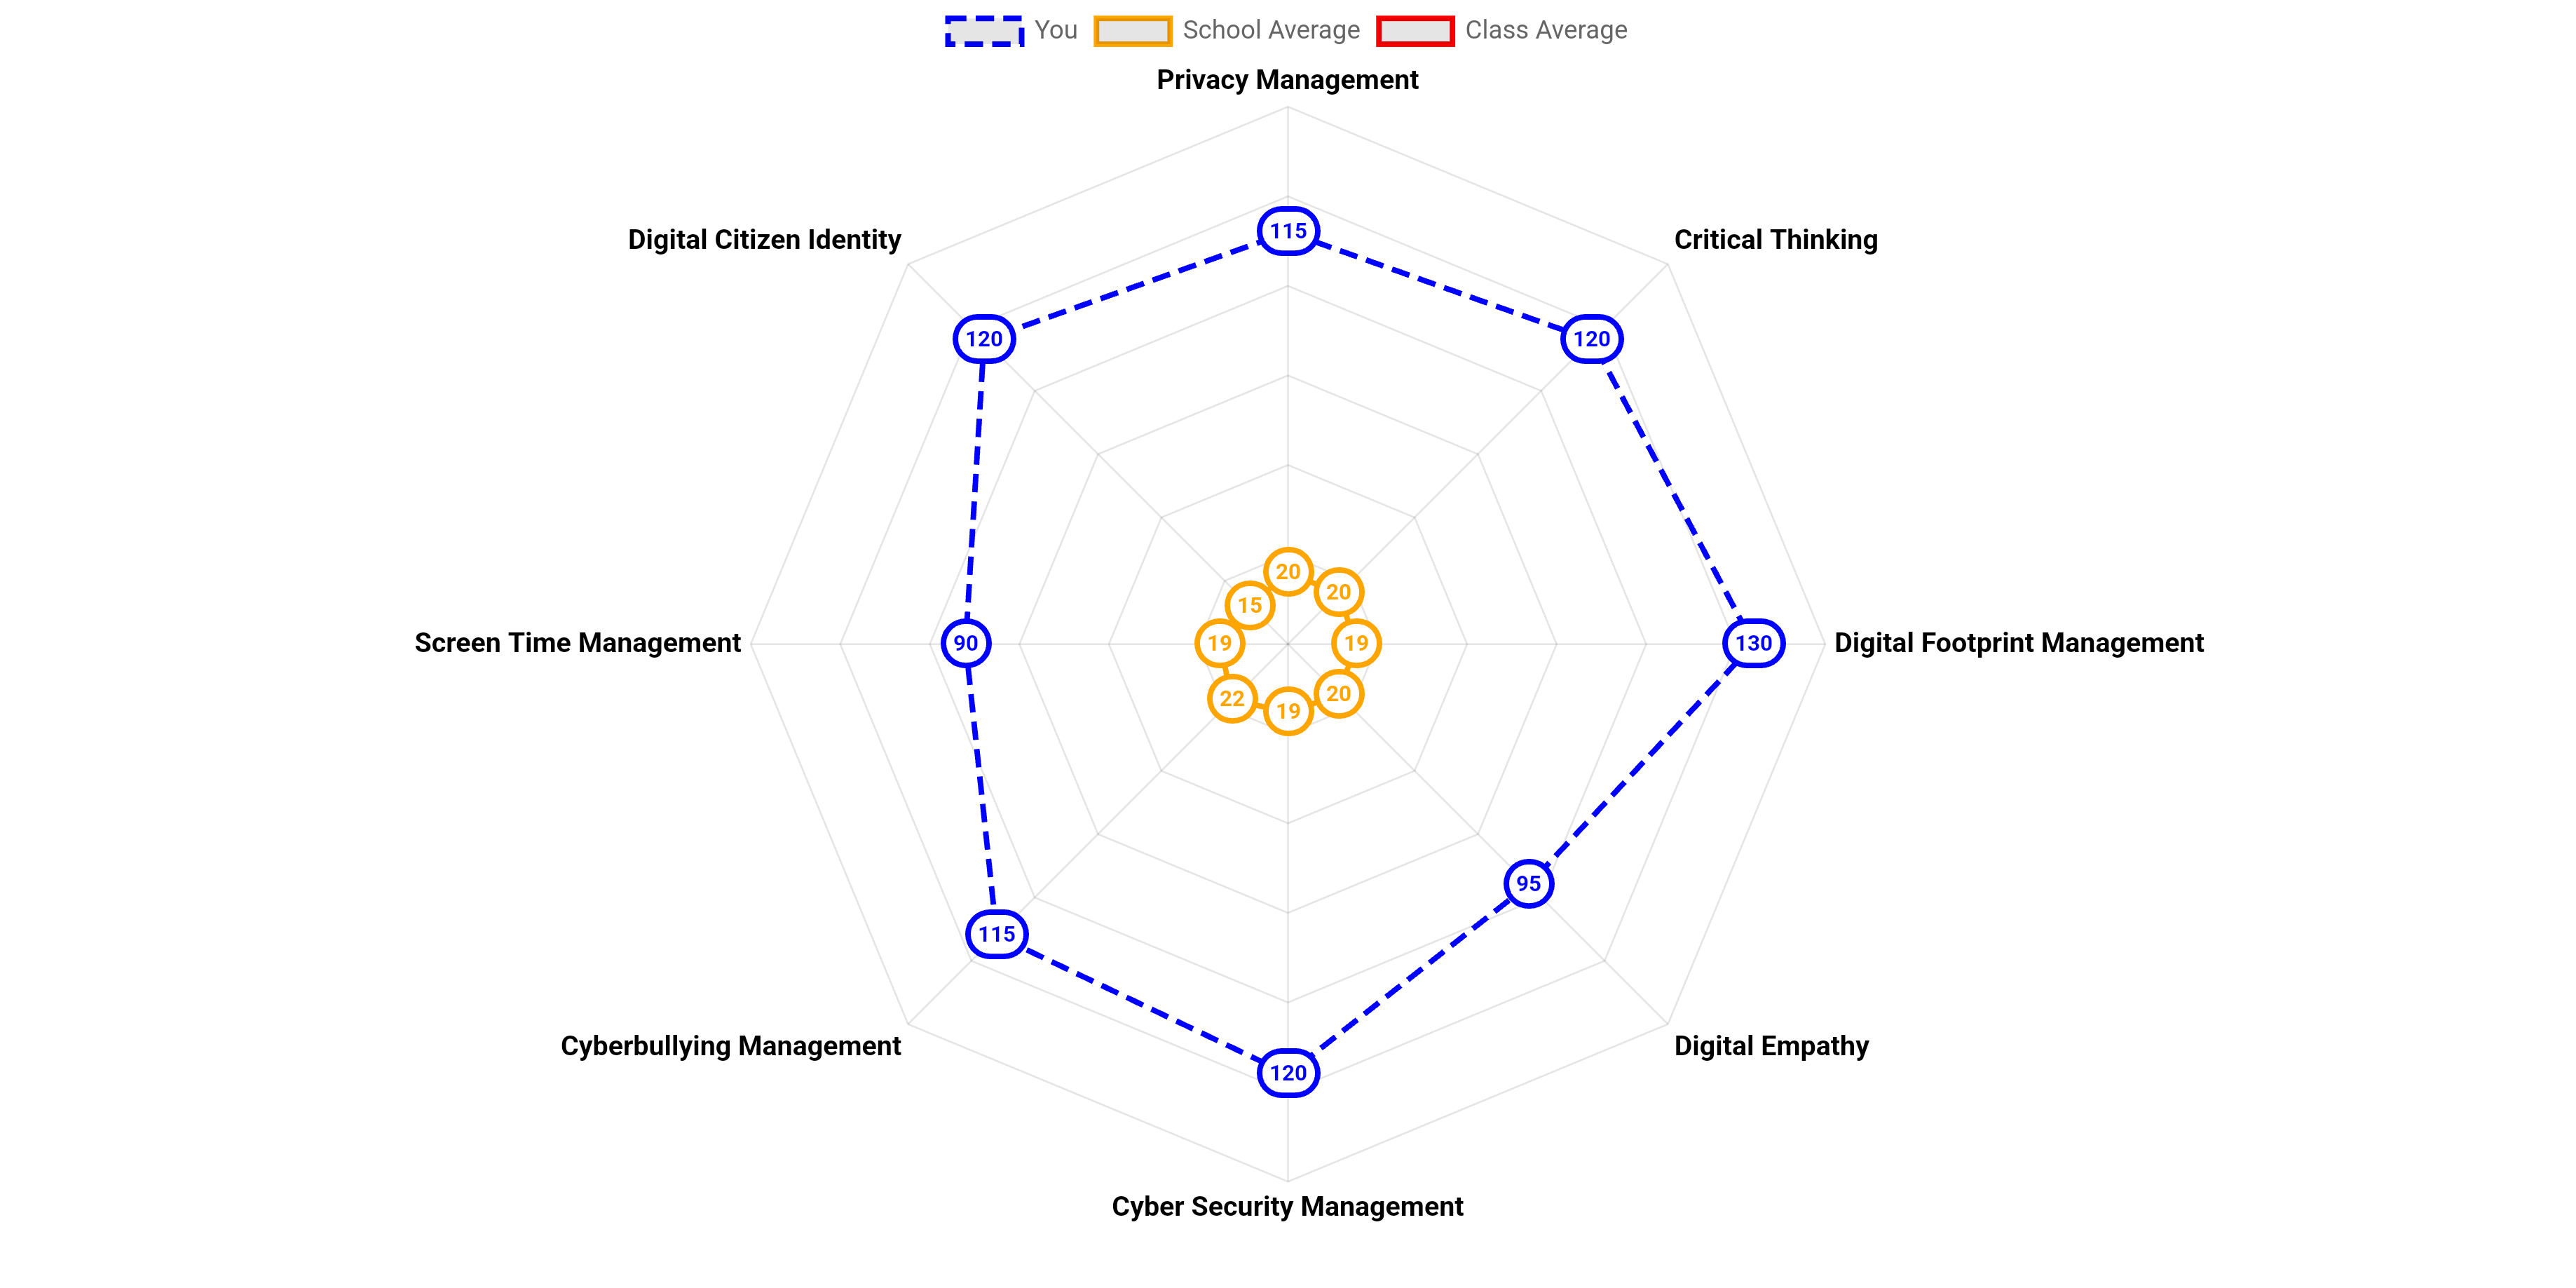 You School Average Class Average
Privacy Management
Digital Citizen Identity Critical Thinking
115
120 120
20
20
15
Screen Time Management 90 19 19 130 Digital Footprint Management
22 20
19
95
115
Cyberbullying Management Digital Empathy
120
Cyber Security Management